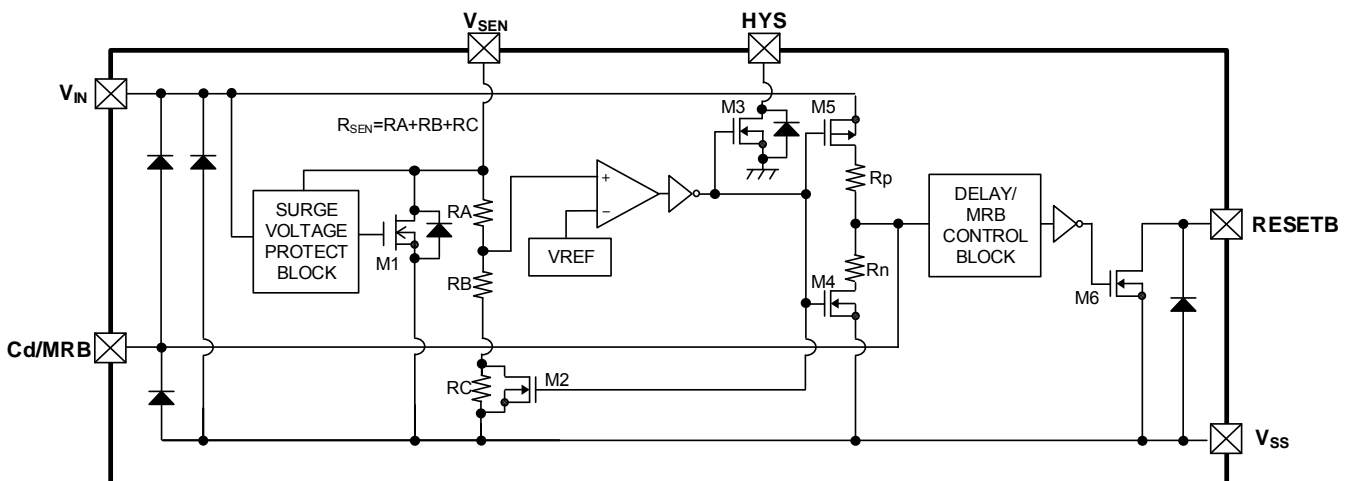 VSEN
HYS
VIN
M3
M5
RSEN=RA+RB+RC
Rp
SURGE
VOLTAGE
PROTECT
BLOCK
RA
+
−
DELAY/
MRB
CONTROL
BLOCK
RESETB
M1
VREF
RB
Rn
M4
M6
Cd/MRB
RC
M2
VSS